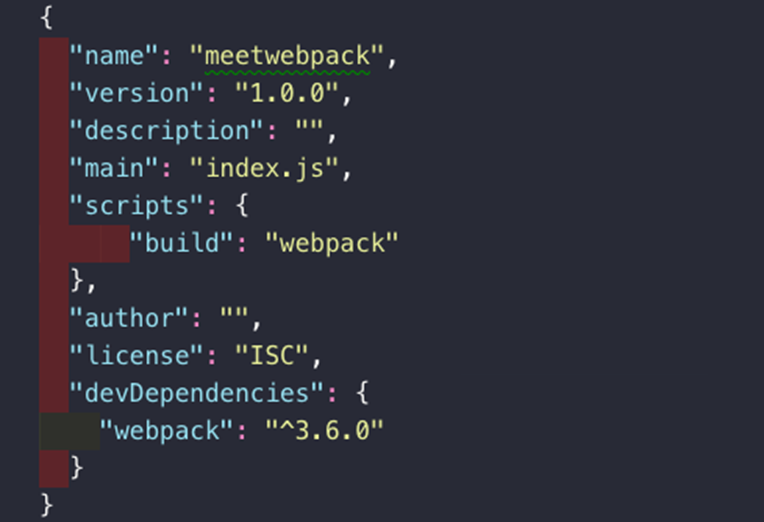 {
"name": "meetwebpack",
"version": "1.0.0",
"description": "",
"main": "index.js",
"scripts": {
"build": "webpack"
},
"author": "",
"license": "ISC",
"devDependencies": {
"webpack": "^3.6.0"
}
}